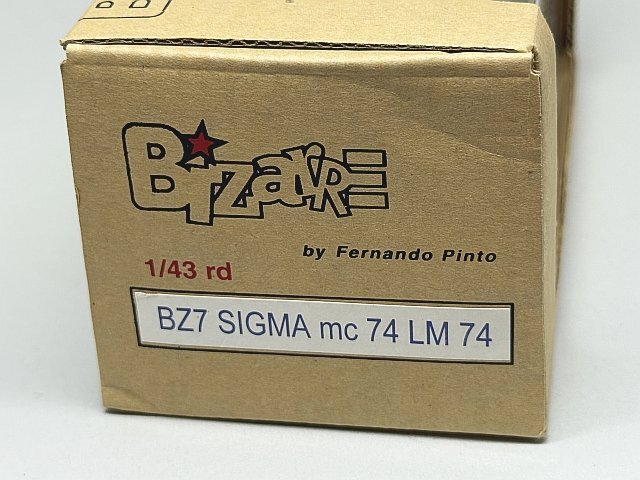 BizarrE
by Fernando Pinto
1/43 rd
BZ7 SIGMA mc 74 LM 74